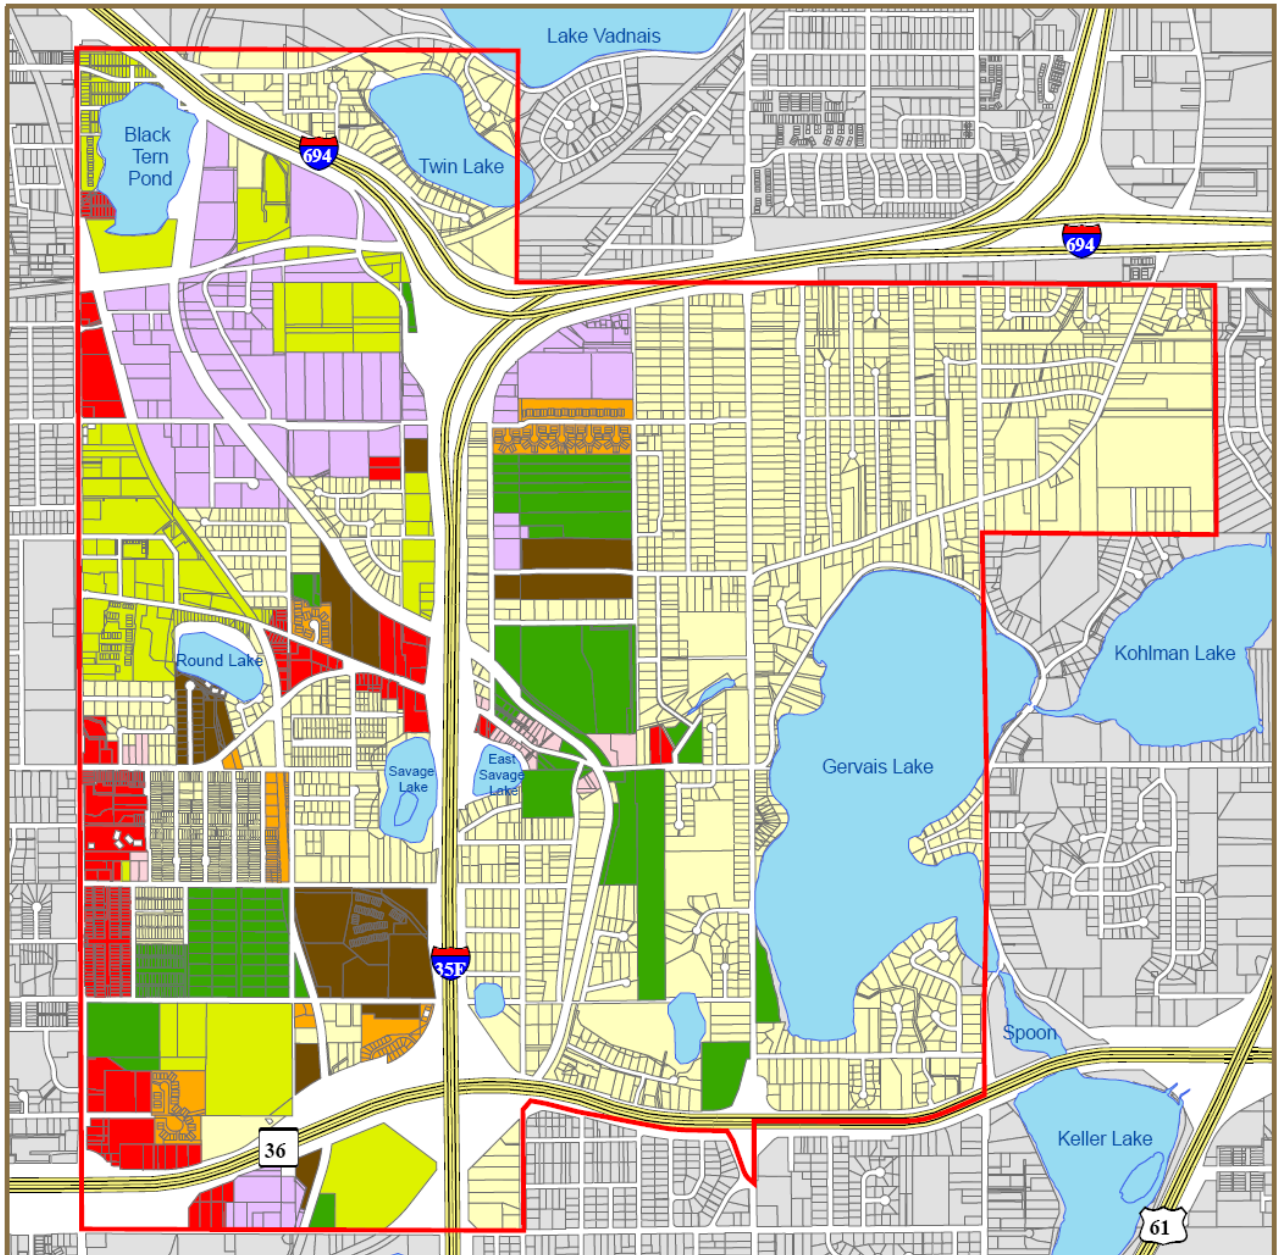 Lake Vadnais
Black
Tern
Pond
694
Twin Lake
694
Round Lake
Kohlman Lake
Savage
Lake
East
Savage
Lake
Gervais Lake
35E
Spoon
36
Keller Lake
61